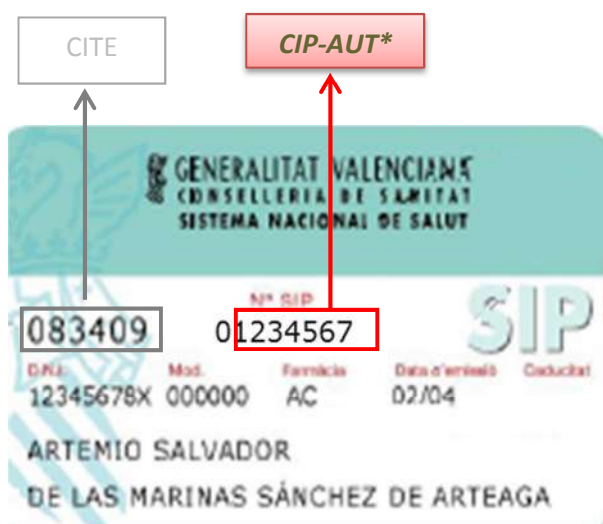 CITE CIP-AUT*
GENERALITAT VALENCIANA
CONSELLERIA DE SANITAT
SISTEMA NACIONAL DE SALUT
Nº SIP
SIP
083409 01234567
D.N.I. Mod. Farmàcia Data d'emissió Caducitat
12345678X 000000 AC 02/04
ARTEMIO SALVADOR
DE LAS MARINAS SÁNCHEZ DE ARTEAGA